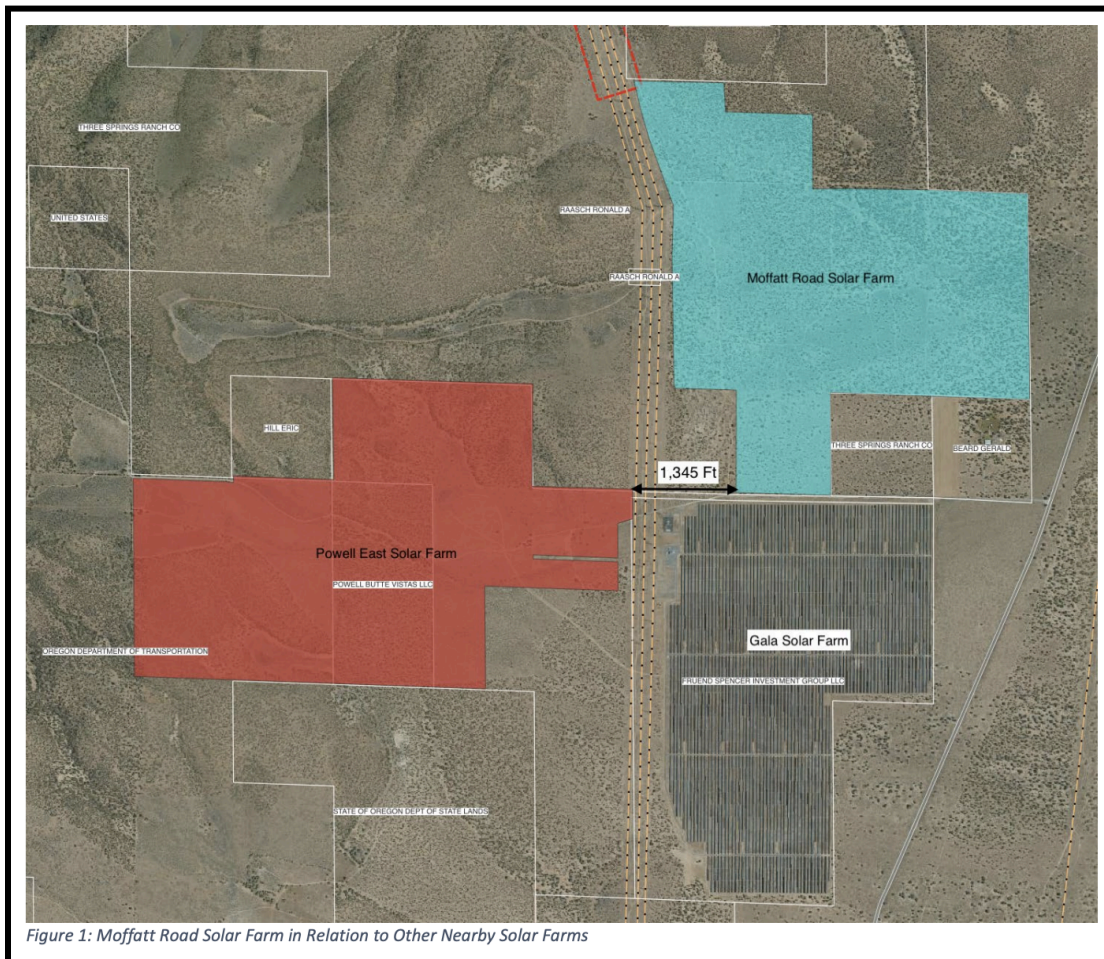 THREE SPRINGS RANCH CO
UNITED STATES
RAASCH RONALD A
RAASCH RONALD A
Moffatt Road Solar Farm
HILL ERIC
THREE SPRINGS RANCH CO
BEARD GERALD
1,345 Ft
Powell East Solar Farm
POWELL BUTTE VISTAS LLC
Gala Solar Farm
OREGON DEPARTMENT OF TRANSPORTATION
FRUEND SPENCER INVESTMENT GROUP LLC
STATE OF OREGON DEPT OF STATE LANDS
Figure 1: Moffatt Road Solar Farm in Relation to Other Nearby Solar Farms